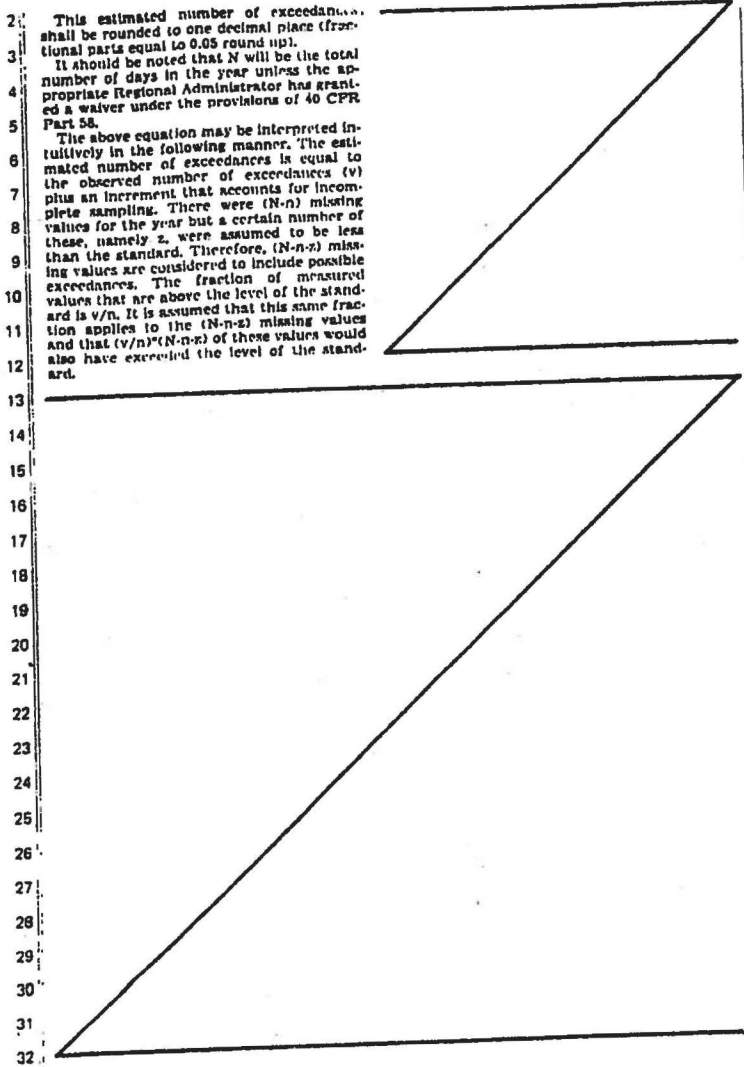 This estimated number of exceedances
shall be rounded to one decimal place (frac-
tional parts equal to 0.05 round up).
It should be noted that N will be the total
number of days in the year unless the ap-
propriate Regional Administrator has grant-
ed a waiver under the provisions of 40 CFR
Part 58.
The above equation may be interpreted in-
tuitively in the following manner. The esti-
mated number of exceedances is equal to
the observed number of exceedances (v)
plus an increment that accounts for incom-
plete sampling. There were (N-n) missing
values for the year but a certain number of
these, namely z, were assumed to be less
than the standard. Therefore, (N-n-z) miss-
ing values are considered to include possible
exceedances. The fraction of measured
values that are above the level of the stand-
ard is v/n. It is assumed that this same frac-
tion applies to the (N-n-z) missing values
and that (v/n)*(N-n-z) of these values would
also have exceeded the level of the stand-
ard.
2
3
4
5
6
7
8
9
10
11
12
13
14
15
16
17
18
19
20
21
22
23
24
25
26
27
28
29
30
31
32